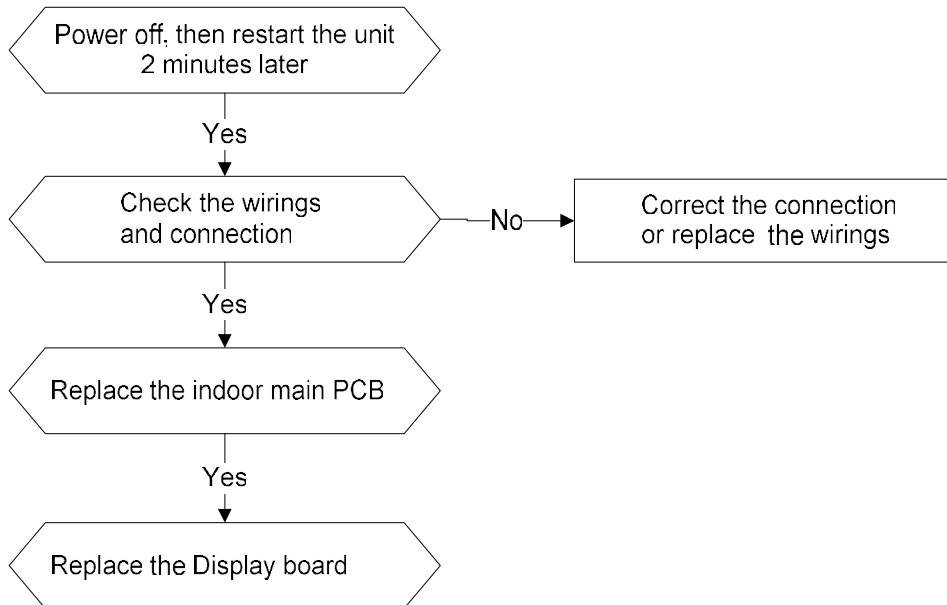 Power off, then restart the unit
2 minutes later
Yes
Check the wirings
and connection
No
Correct the connection
or replace the wirings
Yes
Replace the indoor main PCB
Yes
Replace the Display board